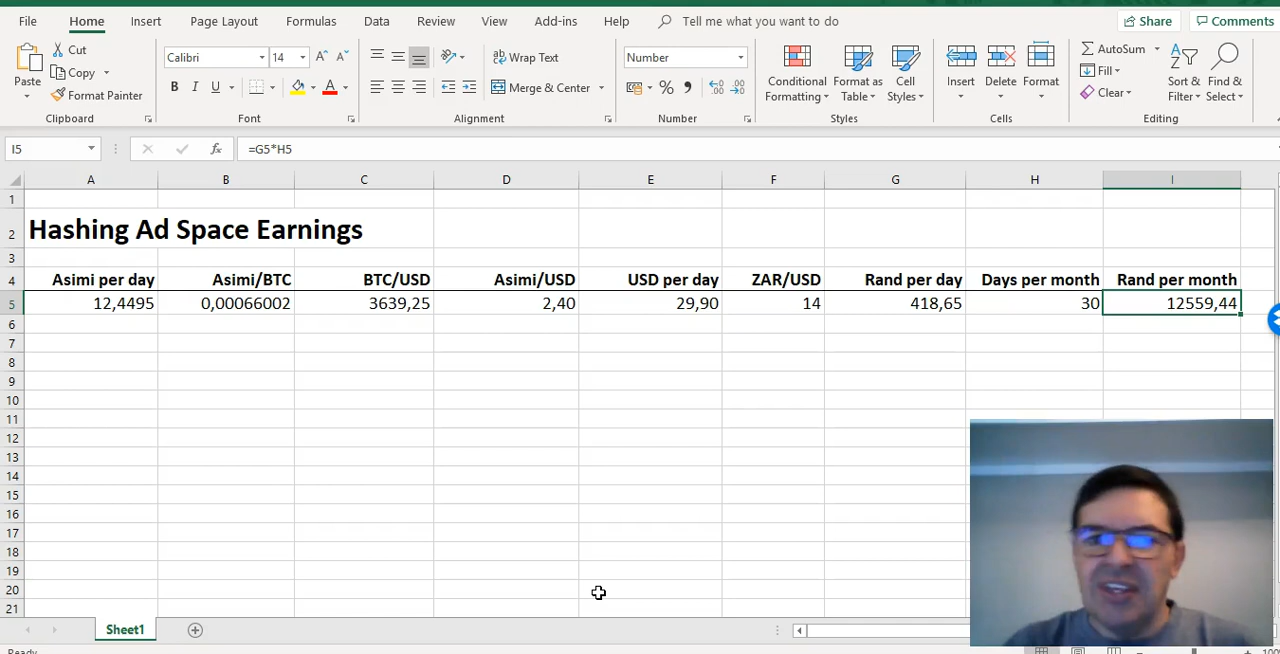 File Home Insert Page Layout Formulas Data Review View Add-ins Help Tell me what you want to do Share Comments
Cut
Calibri 14 A A Wrap Text Number AutoSum
Paste Copy Conditional Format as Cell Insert Delete Format Fill Sort & Find &
Format Painter B I U A Merge & Center % Formatting Table Styles Clear Filter Select
Clipboard Font Alignment Number Styles Cells Editing
I5 fx =G5*H5
A B C D E F G H I
1
2 Hashing Ad Space Earnings
3
4 Asimi per day Asimi/BTC BTC/USD Asimi/USD USD per day ZAR/USD Rand per day Days per month Rand per month
5 12,4495 0,00066002 3639,25 2,40 29,90 14 418,65 30 12559,44
6
7
8
9
10
11
12
13
14
15
16
17
18
19
20
21
Sheet1
Ready